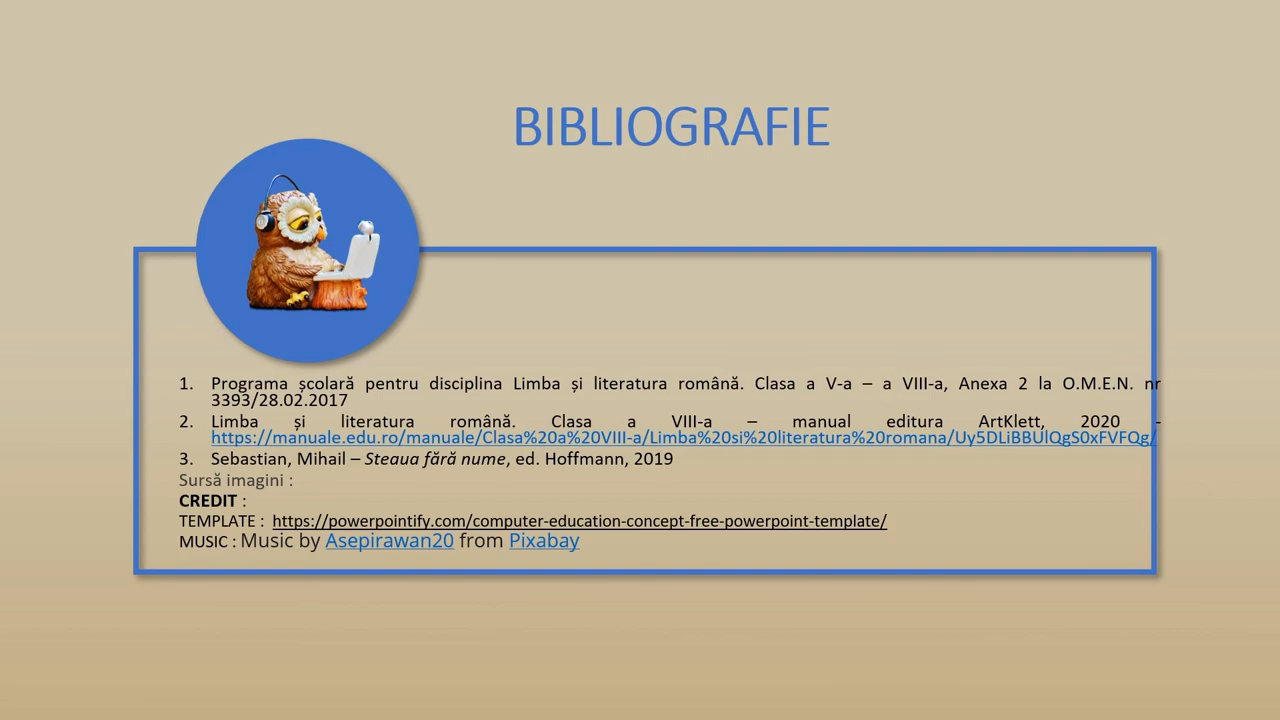 BIBLIOGRAFIE
1. Programa școlară pentru disciplina Limba și literatura română. Clasa a V-a – a VIII-a, Anexa 2 la O.M.E.N. nr
3393/28.02.2017
2. Limba și literatura română. Clasa a VIII-a – manual editura ArtKlett, 2020 -
https://manuale.edu.ro/manuale/Clasa%20a%20VIII-a/Limba%20si%20literatura%20romana/Uy5DLiBBUlQgS0xFVFQg/
3. Sebastian, Mihail – Steaua fără nume, ed. Hoffmann, 2019
Sursă imagini :
CREDIT :
TEMPLATE : https://powerpointify.com/computer-education-concept-free-powerpoint-template/
MUSIC : Music by Asepirawan20 from Pixabay